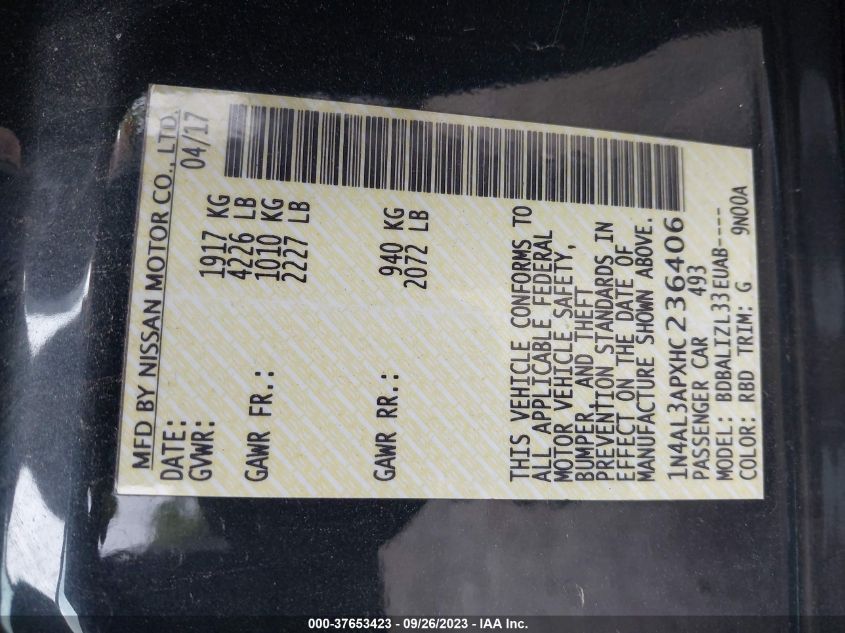 MFD BY NISSAN MOTOR CO., LTD.
DATE: 04/17
GVWR: 1917 KG
4226 LB
GAWR FR.: 1010 KG
2227 LB
GAWR RR.: 940 KG
2072 LB
THIS VEHICLE CONFORMS TO
ALL APPLICABLE FEDERAL
MOTOR VEHICLE SAFETY,
BUMPER, AND THEFT
PREVENTION STANDARDS IN
EFFECT ON THE DATE OF
MANUFACTURE SHOWN ABOVE.
1N4AL3APXHC236406
PASSENGER CAR 493
MODEL: BDBALIZL33EUAB----
COLOR: RBD TRIM: G 9N00A
000-37653423 - 09/26/2023 - IAA Inc.